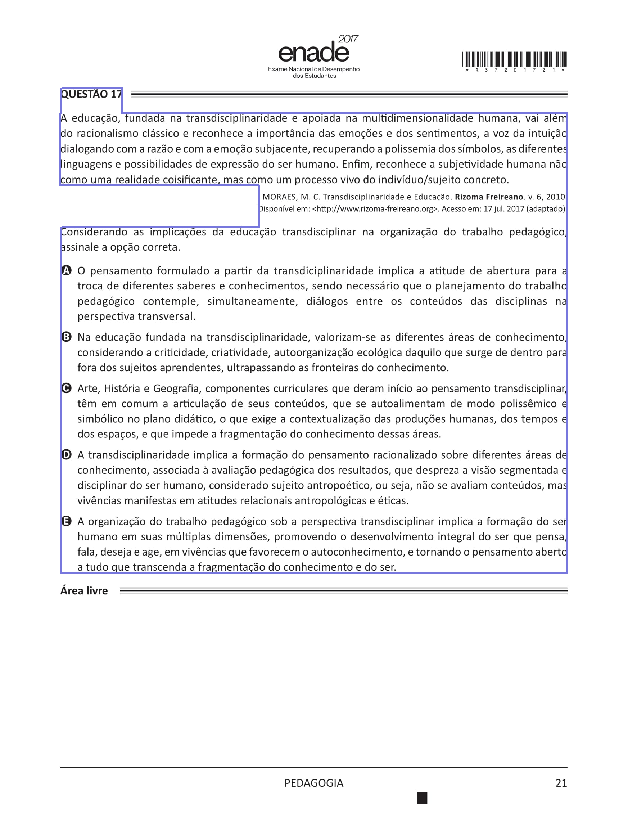 enade 2017
Exame Nacional de Desempenho
dos Estudantes
*R3720172 1*
QUESTÃO 17
A educação, fundada na transdisciplinaridade e apoiada na multidimensionalidade humana, vai além
do racionalismo clássico e reconhece a importância das emoções e dos sentimentos, a voz da intuição
dialogando com a razão e com a emoção subjacente, recuperando a polissemia dos símbolos, as diferentes
linguagens e possibilidades de expressão do ser humano. Enfim, reconhece a subjetividade humana não
como uma realidade coisificante, mas como um processo vivo do indivíduo/sujeito concreto.
MORAES, M. C. Transdisciplinaridade e Educação. Rizoma Freireano, v. 6, 2010.
Disponível em: <http://www.rizoma-freireano.org>. Acesso em: 17 jul. 2017 (adaptado).
Considerando as implicações da educação transdisciplinar na organização do trabalho pedagógico,
assinale a opção correta.
A O pensamento formulado a partir da transdiciplinaridade implica a atitude de abertura para a
troca de diferentes saberes e conhecimentos, sendo necessário que o planejamento do trabalho
pedagógico contemple, simultaneamente, diálogos entre os conteúdos das disciplinas na
perspectiva transversal.
B Na educação fundada na transdisciplinaridade, valorizam-se as diferentes áreas de conhecimento,
considerando a criticidade, criatividade, autoorganização ecológica daquilo que surge de dentro para
fora dos sujeitos aprendentes, ultrapassando as fronteiras do conhecimento.
C Arte, História e Geografia, componentes curriculares que deram início ao pensamento transdisciplinar,
têm em comum a articulação de seus conteúdos, que se autoalimentam de modo polissêmico e
simbólico no plano didático, o que exige a contextualização das produções humanas, dos tempos e
dos espaços, e que impede a fragmentação do conhecimento dessas áreas.
D A transdisciplinaridade implica a formação do pensamento racionalizado sobre diferentes áreas de
conhecimento, associada à avaliação pedagógica dos resultados, que despreza a visão segmentada e
disciplinar do ser humano, considerado sujeito antropoético, ou seja, não se avaliam conteúdos, mas
vivências manifestas em atitudes relacionais antropológicas e éticas.
E A organização do trabalho pedagógico sob a perspectiva transdisciplinar implica a formação do ser
humano em suas múltiplas dimensões, promovendo o desenvolvimento integral do ser que pensa,
fala, deseja e age, em vivências que favorecem o autoconhecimento, e tornando o pensamento aberto
a tudo que transcenda a fragmentação do conhecimento e do ser.
Área livre
PEDAGOGIA
21